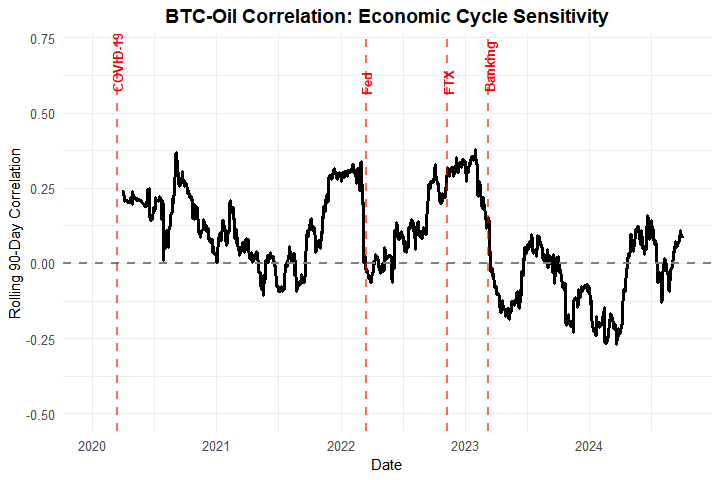 BTC-Oil Correlation: Economic Cycle Sensitivity
0.75
0.50
0.25
0.00
-0.25
-0.50
Rolling 90-Day Correlation
COVID-19
Fed
FTX
Banking
2020
2021
2022
2023
2024
Date